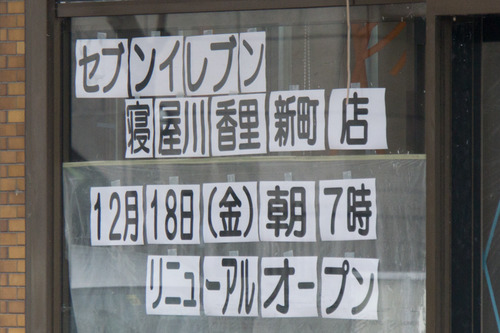 セブンイレブン
寝屋川香里新町店
12月18日(金)朝7時
リニューアルオープン